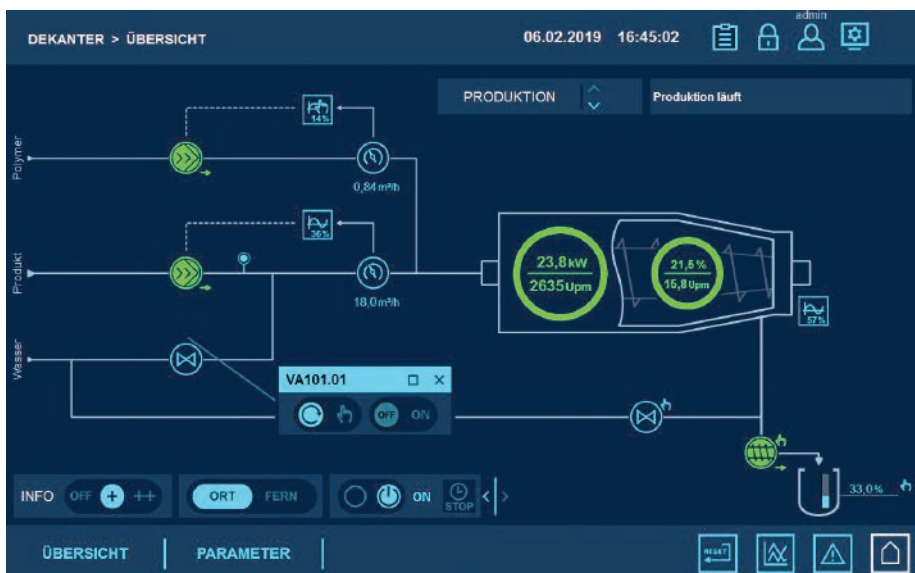 admin
DEKANTER > ÜBERSICHT
06.02.2019 16:45:02
PRODUKTION
Produktion läuft
14%
Polymer
0,84 m³/h
36%
Produkt
18,0 m³/h
23,8 kW
2635 Upm
21,5 %
15,8 Upm
57%
Wasser
VA101.01
OFF ON
33,0 %
INFO OFF + ++
ORT FERN
ON
STOP
< >
ÜBERSICHT
PARAMETER
RESET